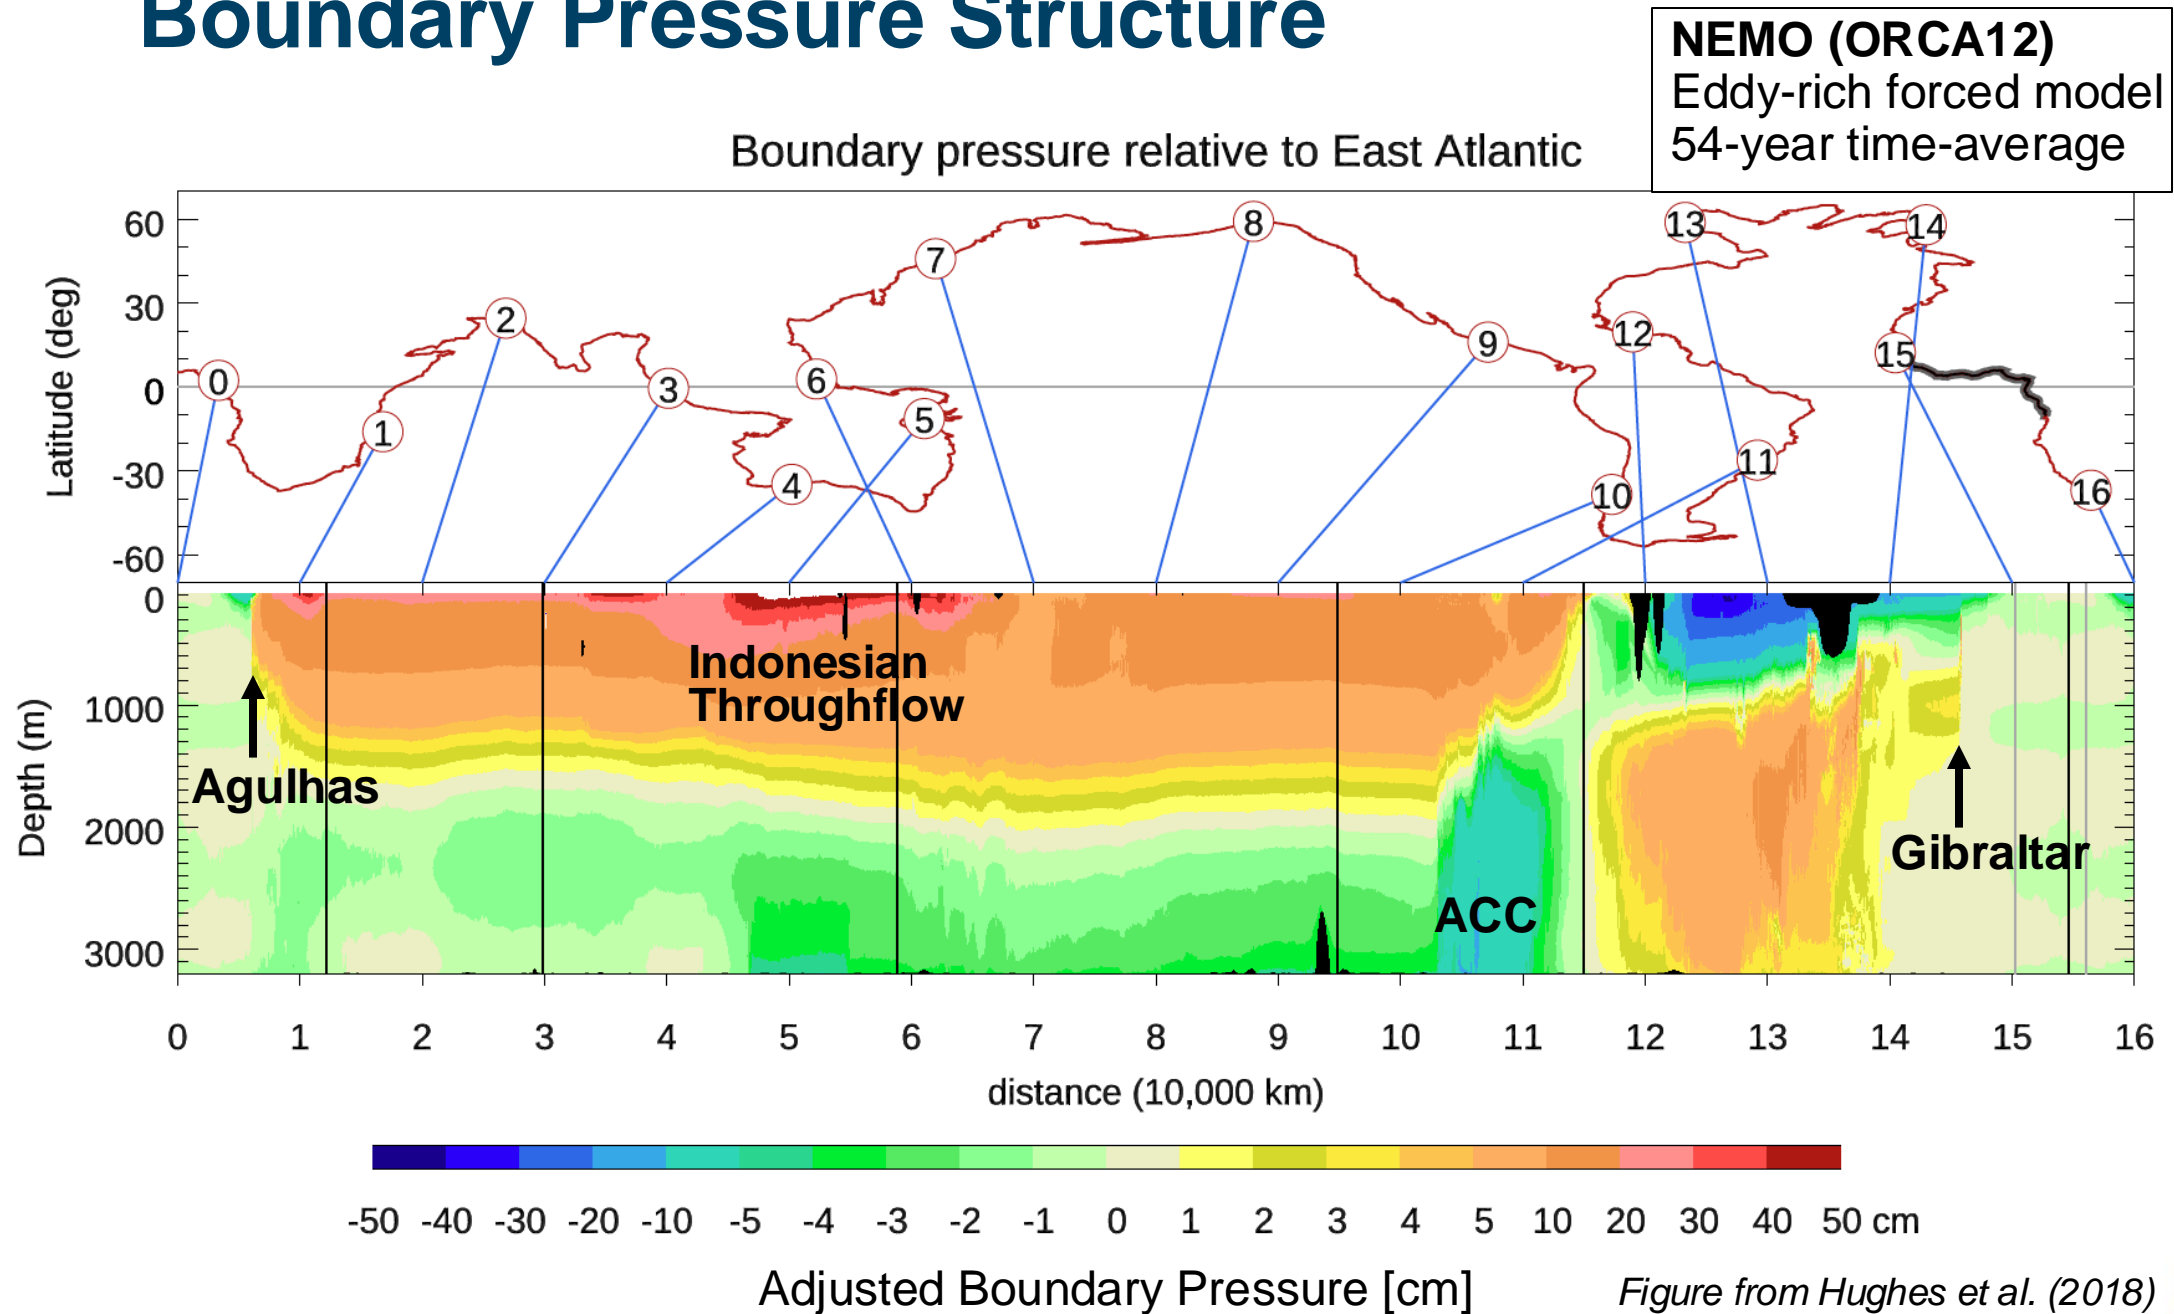 Boundary Pressure Structure
NEMO (ORCA12)
Eddy-rich forced model
54-year time-average
Boundary pressure relative to East Atlantic
Latitude (deg)
60
30
0
-30
-60
0
1
2
3
4
5
6
7
8
9
10
11
12
13
14
15
16
Depth (m)
0
1000
2000
3000
Agulhas
Indonesian
Throughflow
ACC
Gibraltar
0 1 2 3 4 5 6 7 8 9 10 11 12 13 14 15 16
distance (10,000 km)
-50 -40 -30 -20 -10 -5 -4 -3 -2 -1 0 1 2 3 4 5 10 20 30 40 50 cm
Adjusted Boundary Pressure [cm]
Figure from Hughes et al. (2018)